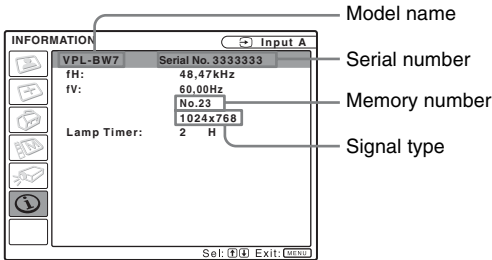 Model name
INFORMATION Input A
VPL-BW7 Serial No. 3333333 Serial number
fH: 48,47kHz
fV: 60,00Hz
No.23 Memory number
1024x768
Lamp Timer: 2 H Signal type
Sel: Exit: MENU